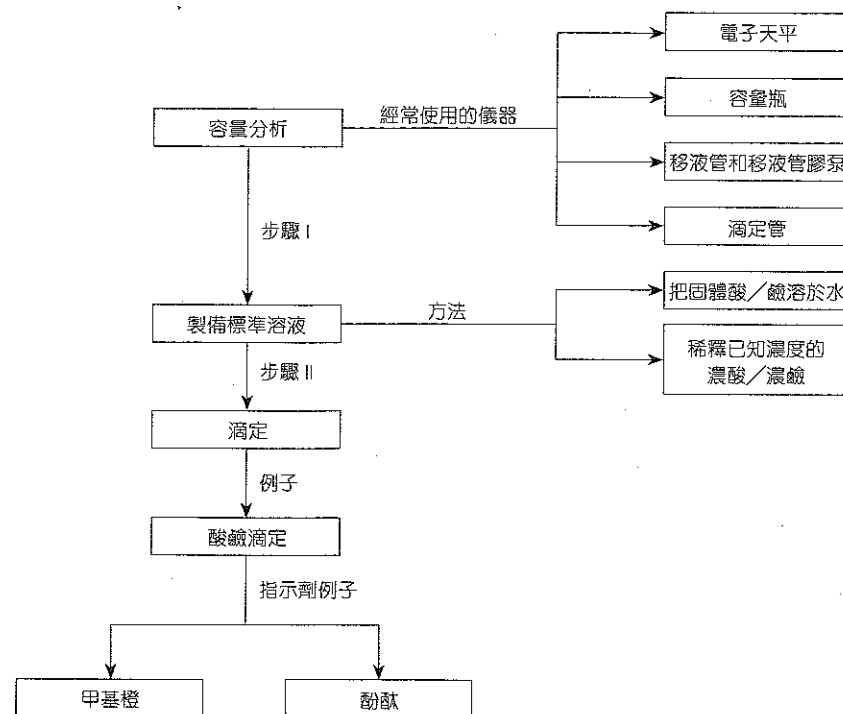 電子天平
容量瓶
經常使用的儀器
容量分析
移液管和移液管膠泵
滴定管
步驟 I
把固體酸／鹼溶於水
方法
製備標準溶液
稀釋已知濃度的
濃酸／濃鹼
步驟 II
滴定
例子
酸鹼滴定
指示劑例子
甲基橙
酚酞